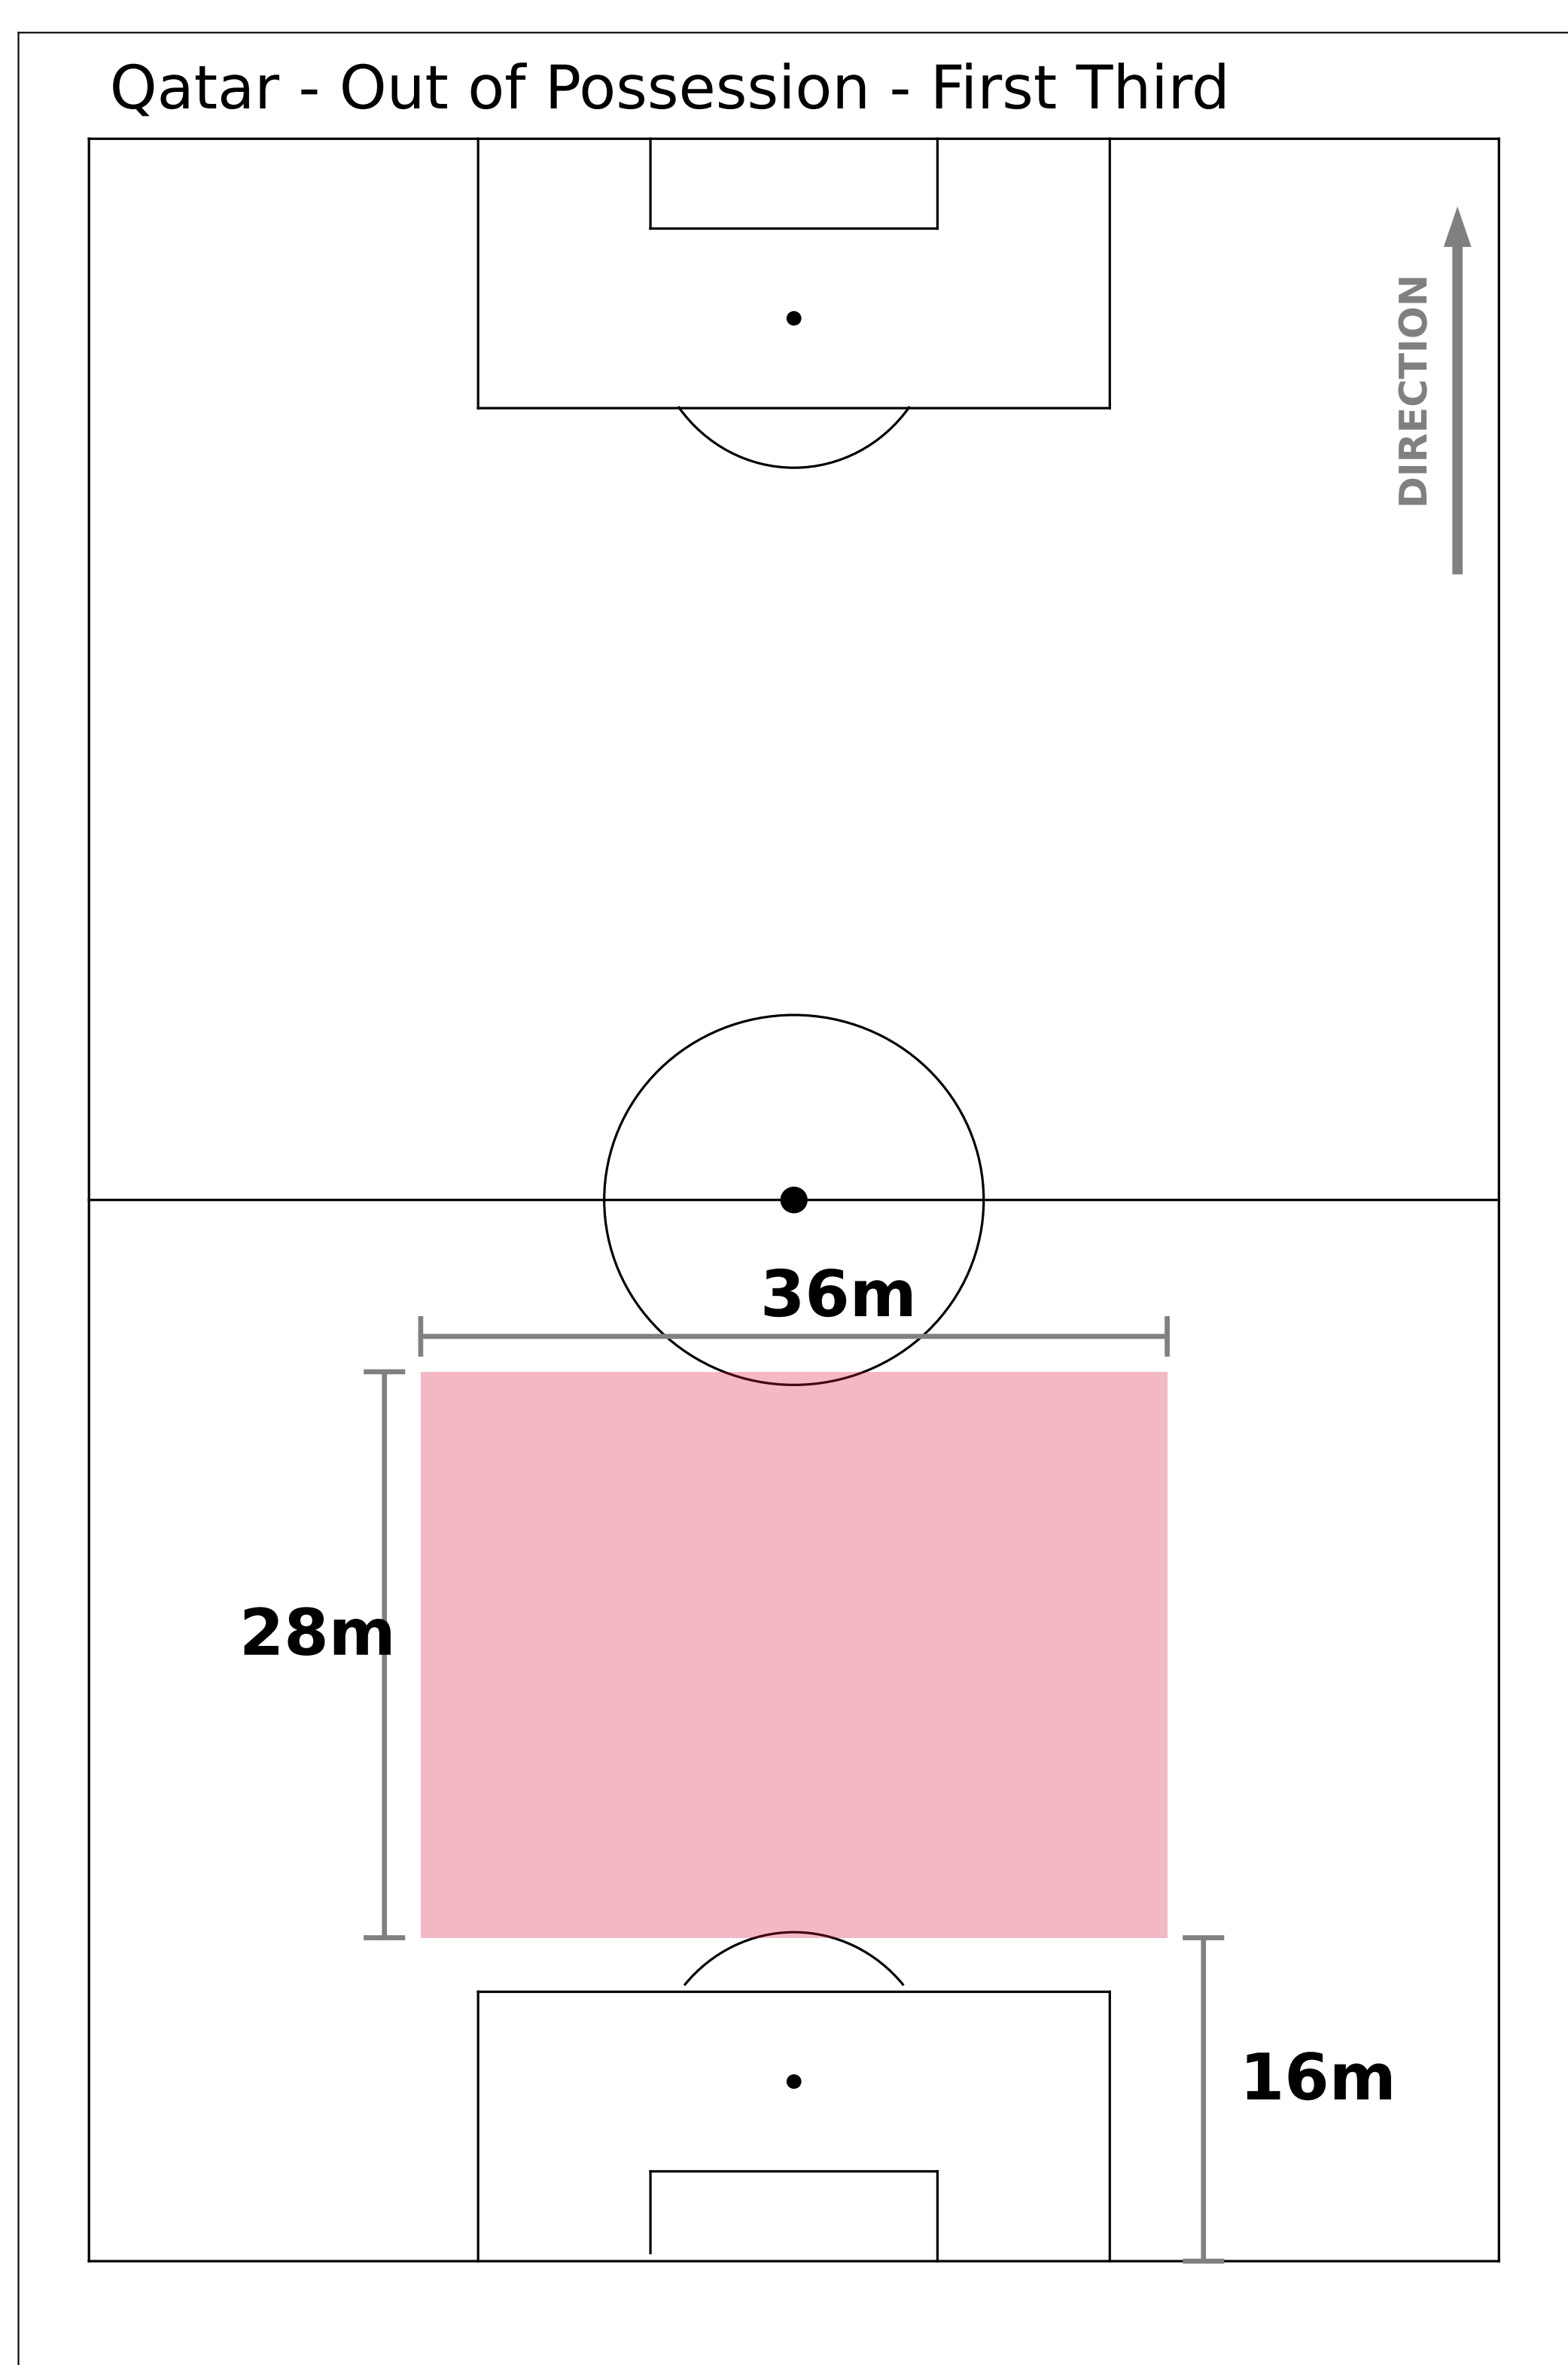 Qatar - Out of Possession - First Third
DIRECTION
36m
28m
16m